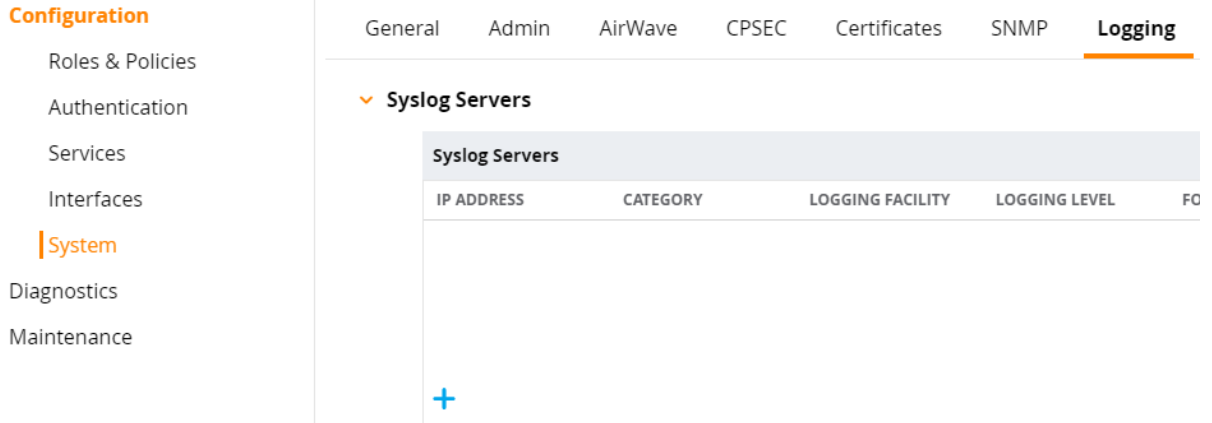 Configuration
Roles & Policies
Authentication
Services
Interfaces
System
Diagnostics
Maintenance
General Admin AirWave CPSEC Certificates SNMP Logging
Syslog Servers
Syslog Servers
IP ADDRESS CATEGORY LOGGING FACILITY LOGGING LEVEL FO